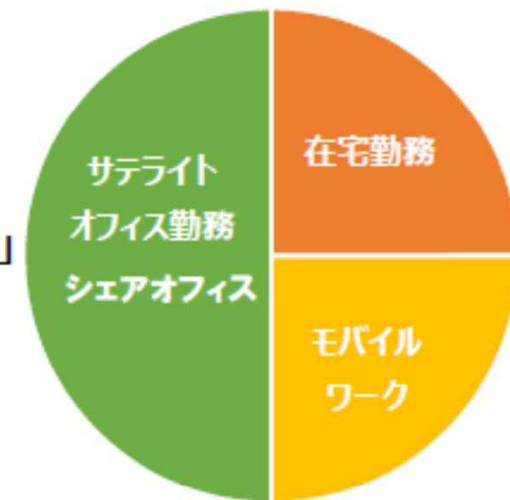 在宅勤務
サテライト
オフィス勤務
シェアオフィス
」
モバイル
ワーク